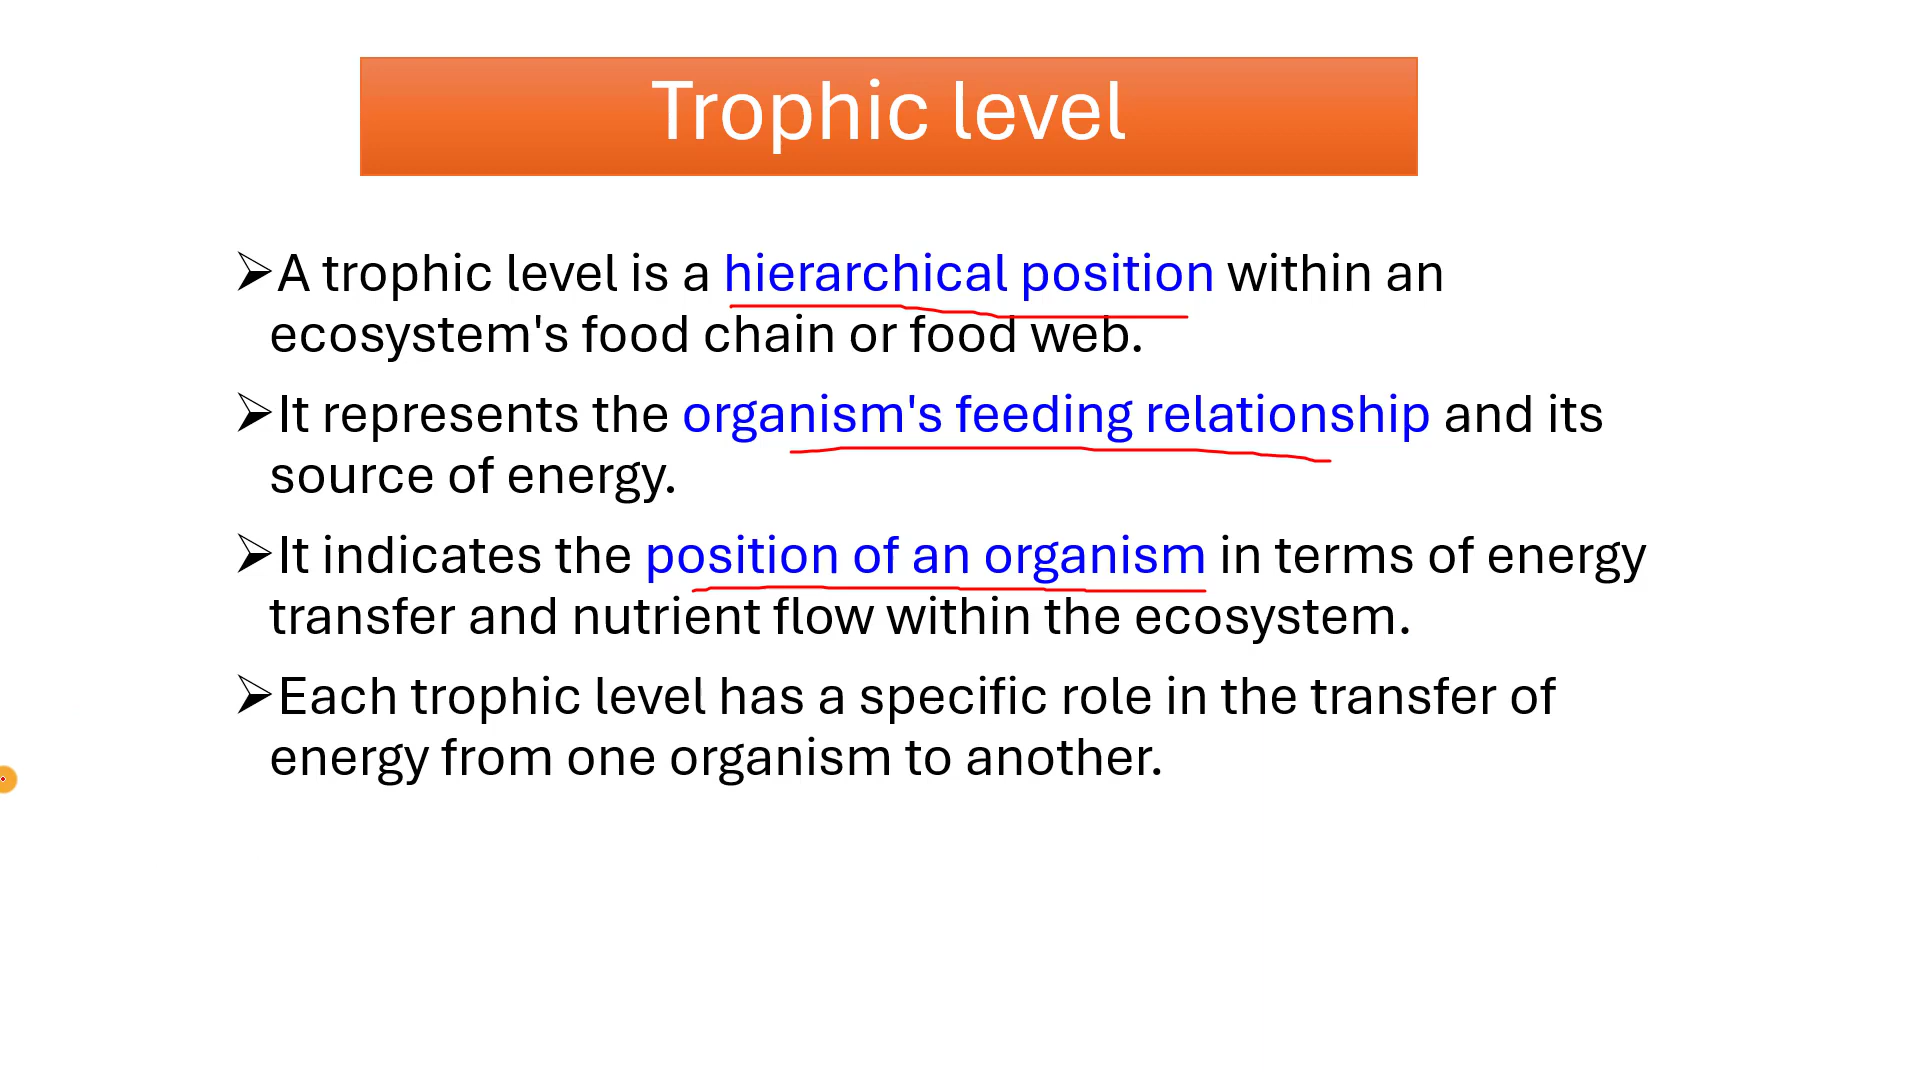 Trophic level
➢A trophic level is a hierarchical position within an
ecosystem's food chain or food web.
➢It represents the organism's feeding relationship and its
source of energy.
➢It indicates the position of an organism in terms of energy
transfer and nutrient flow within the ecosystem.
➢Each trophic level has a specific role in the transfer of
energy from one organism to another.